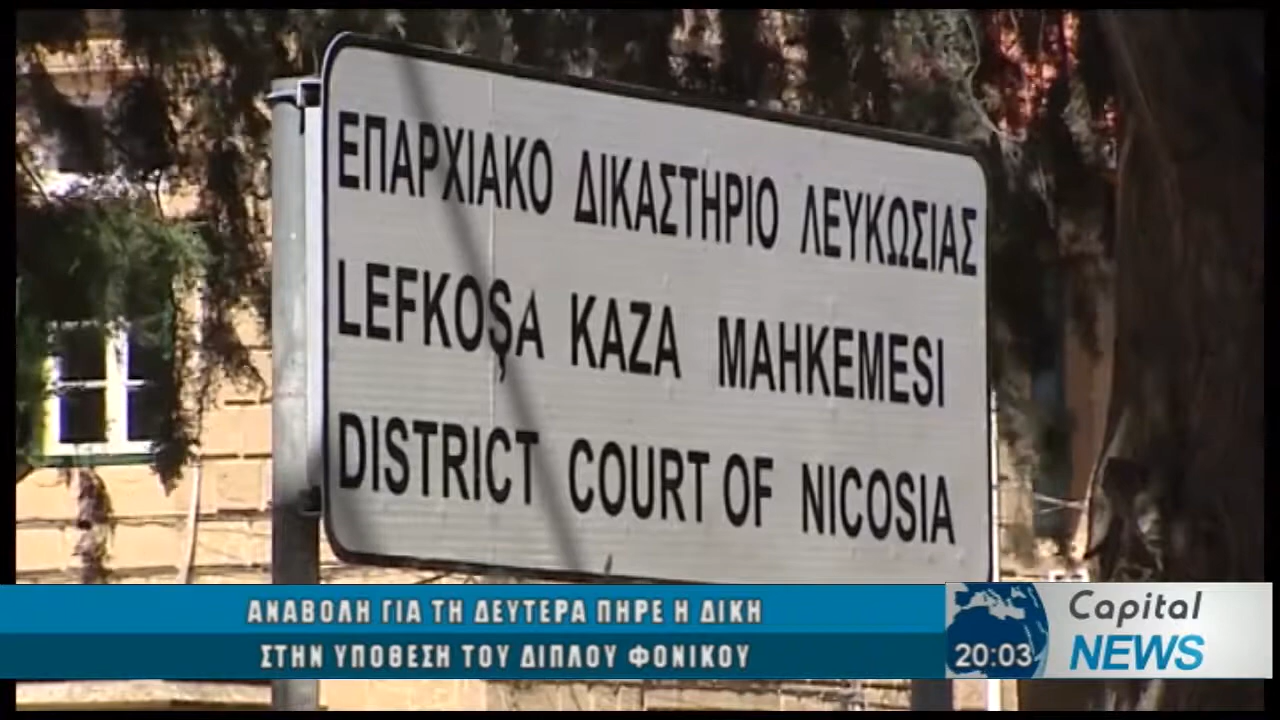 ΕΠΑΡΧΙΑΚΟ ΔΙΚΑΣΤΗΡΙΟ ΛΕΥΚΩΣΙΑΣ
LEFKOŞA KAZA MAHKEMESI
DISTRICT COURT OF NICOSIA
ΑΝΑΒΟΛΗ ΓΙΑ ΤΗ ΔΕΥΤΕΡΑ ΠΗΡΕ Η ΔΙΚΗ
ΣΤΗΝ ΥΠΟΘΕΣΗ ΤΟΥ ΔΙΠΛΟΥ ΦΟΝΙΚΟΥ
20:03
Capital
NEWS